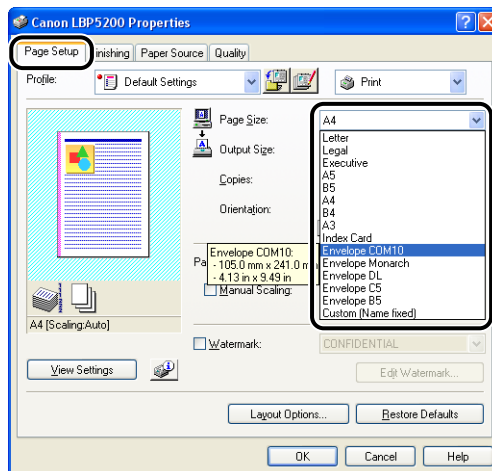 Canon LBP5200 Properties
Page Setup
inishing
Paper Source
Quality
Profile:
Default Settings
Print
Page Size:
A4
Output Size:
Copies:
Orientation:
Letter
Legal
Executive
A5
B5
A4
B4
A3
Index Card
Envelope COM10
Envelope Monarch
Envelope DL
Envelope C5
Envelope B5
Custom (Name fixed)
Pa
Envelope COM10:
- 105.0 mm x 241.0 m
- 4.13 in x 9.49 in
Manual Scaling:
A4 [Scaling:Auto]
Watermark:
CONFIDENTIAL
View Settings
Edit Watermark...
Layout Options...
Restore Defaults
OK
Cancel
Help